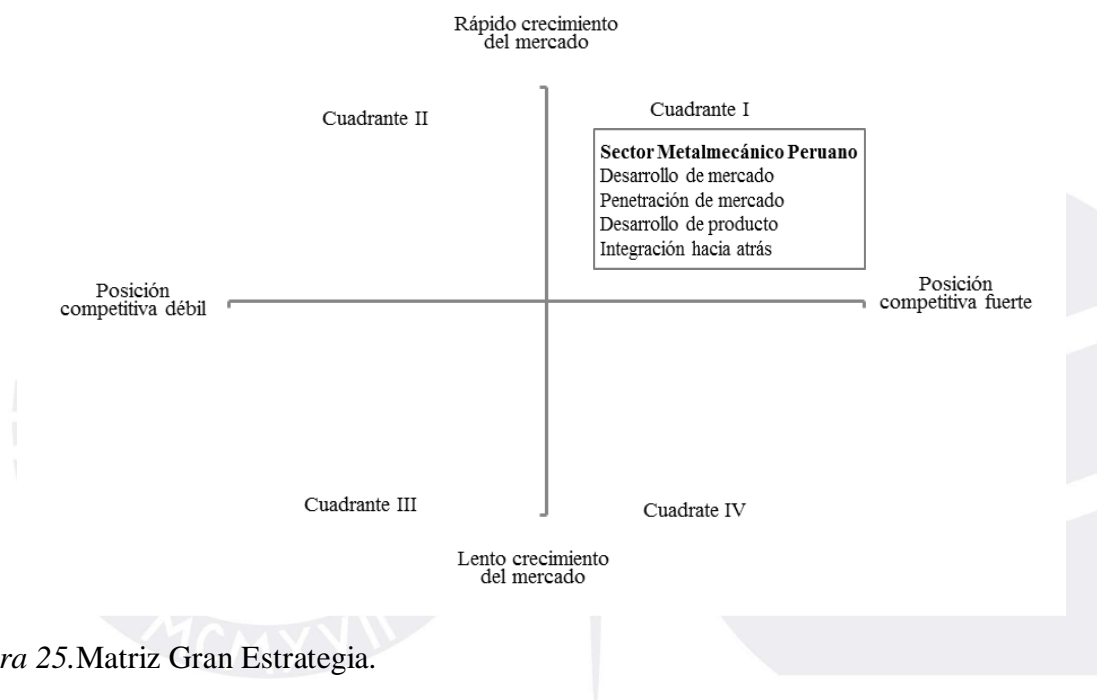 Rápido crecimiento
del mercado
Cuadrante II
Cuadrante I
Sector Metalmecánico Peruano
Desarrollo de mercado
Penetración de mercado
Desarrollo de producto
Integración hacia atrás
Posición
competitiva débil
Posición
competitiva fuerte
Cuadrante III
Cuadrate IV
Lento crecimiento
del mercado
MCMXVII
ra 25.Matriz Gran Estrategia.